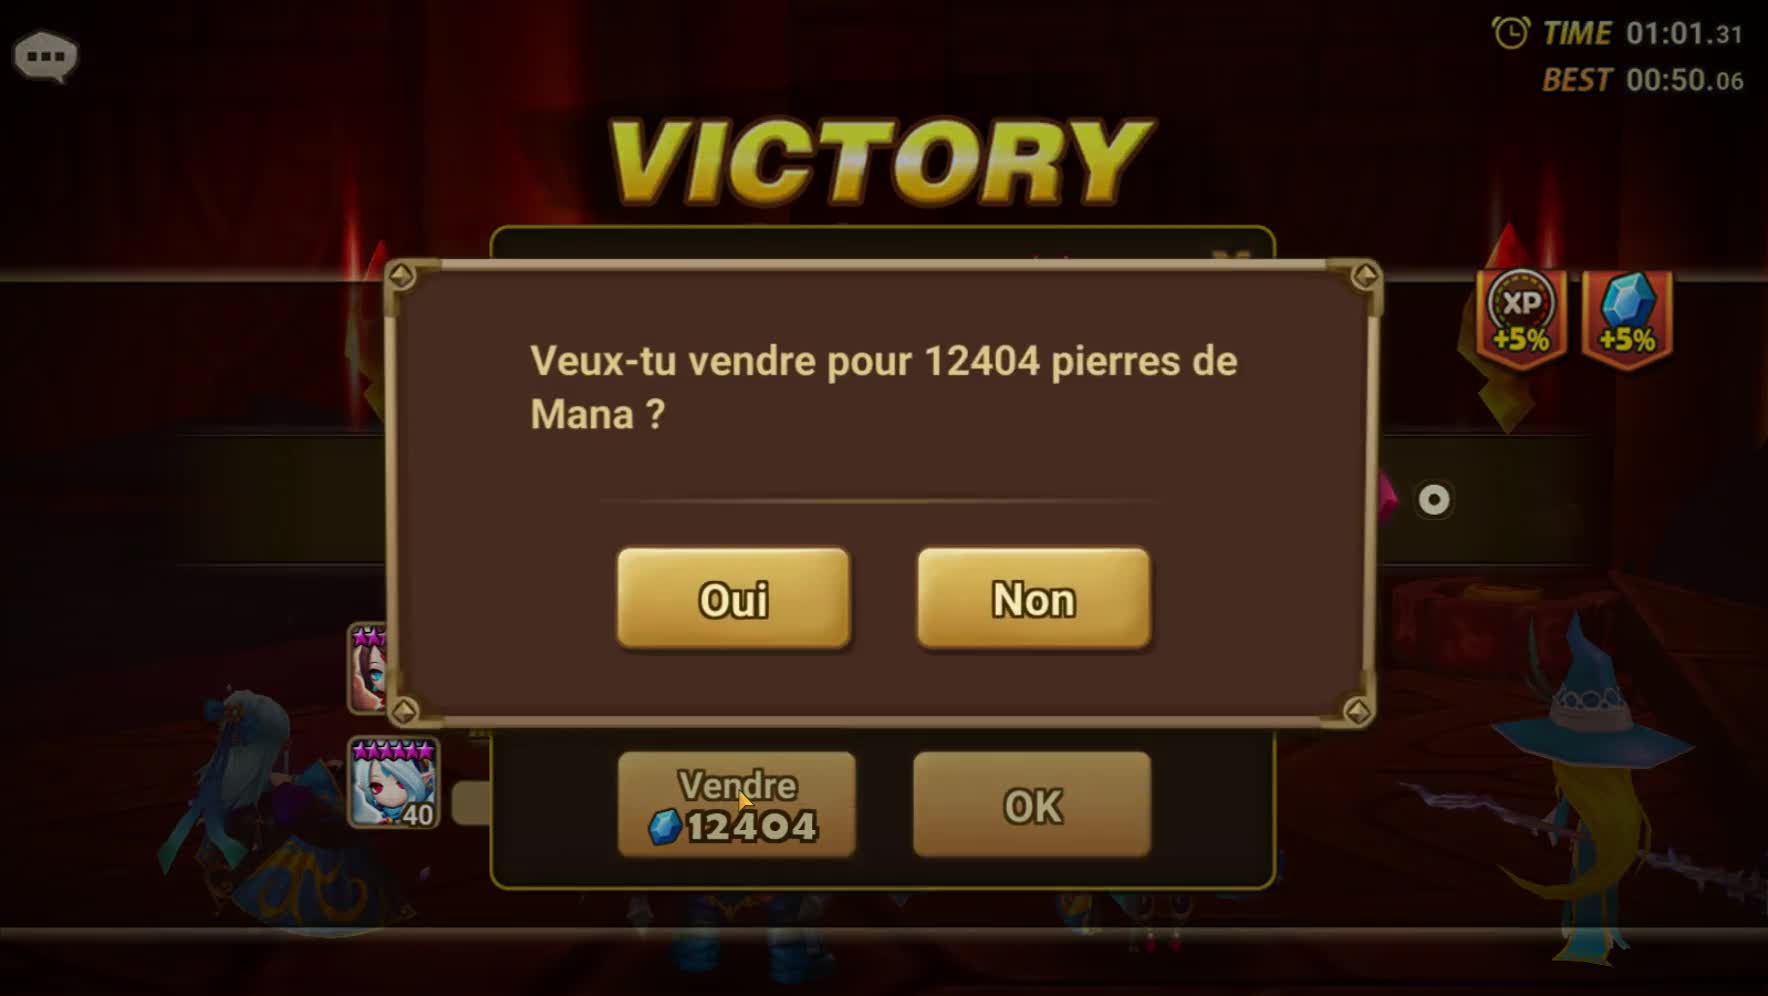 TIME 01:01.31
BEST 00:50.06
VICTORY
XP
+5%
+5%
Veux-tu vendre pour 12404 pierres de
Mana ?
Oui
Non
40
Vendre
12404
OK